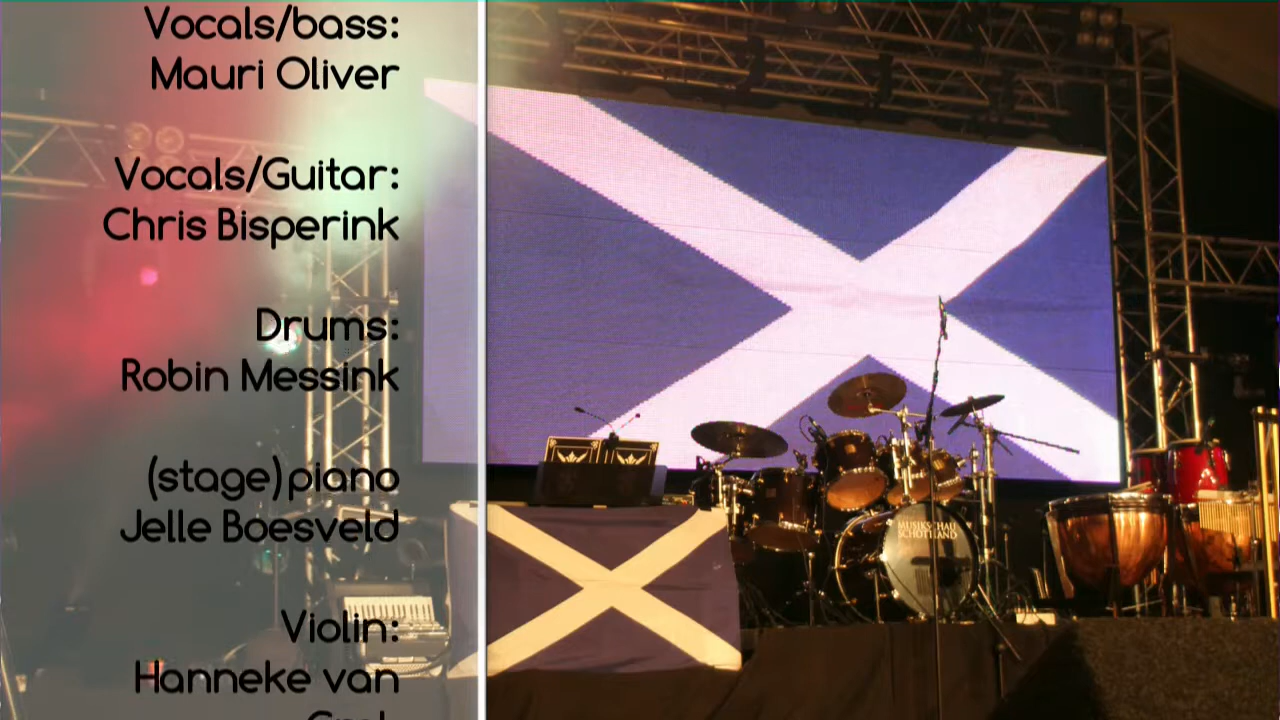 Vocals/bass:
Mauri Oliver
Vocals/Guitar:
Chris Bisperink
Drums:
Robin Messink
(stage)piano
Jelle Boesveld
Violin:
Hanneke van
MUSIKSCHAU
SCHOTTLAND